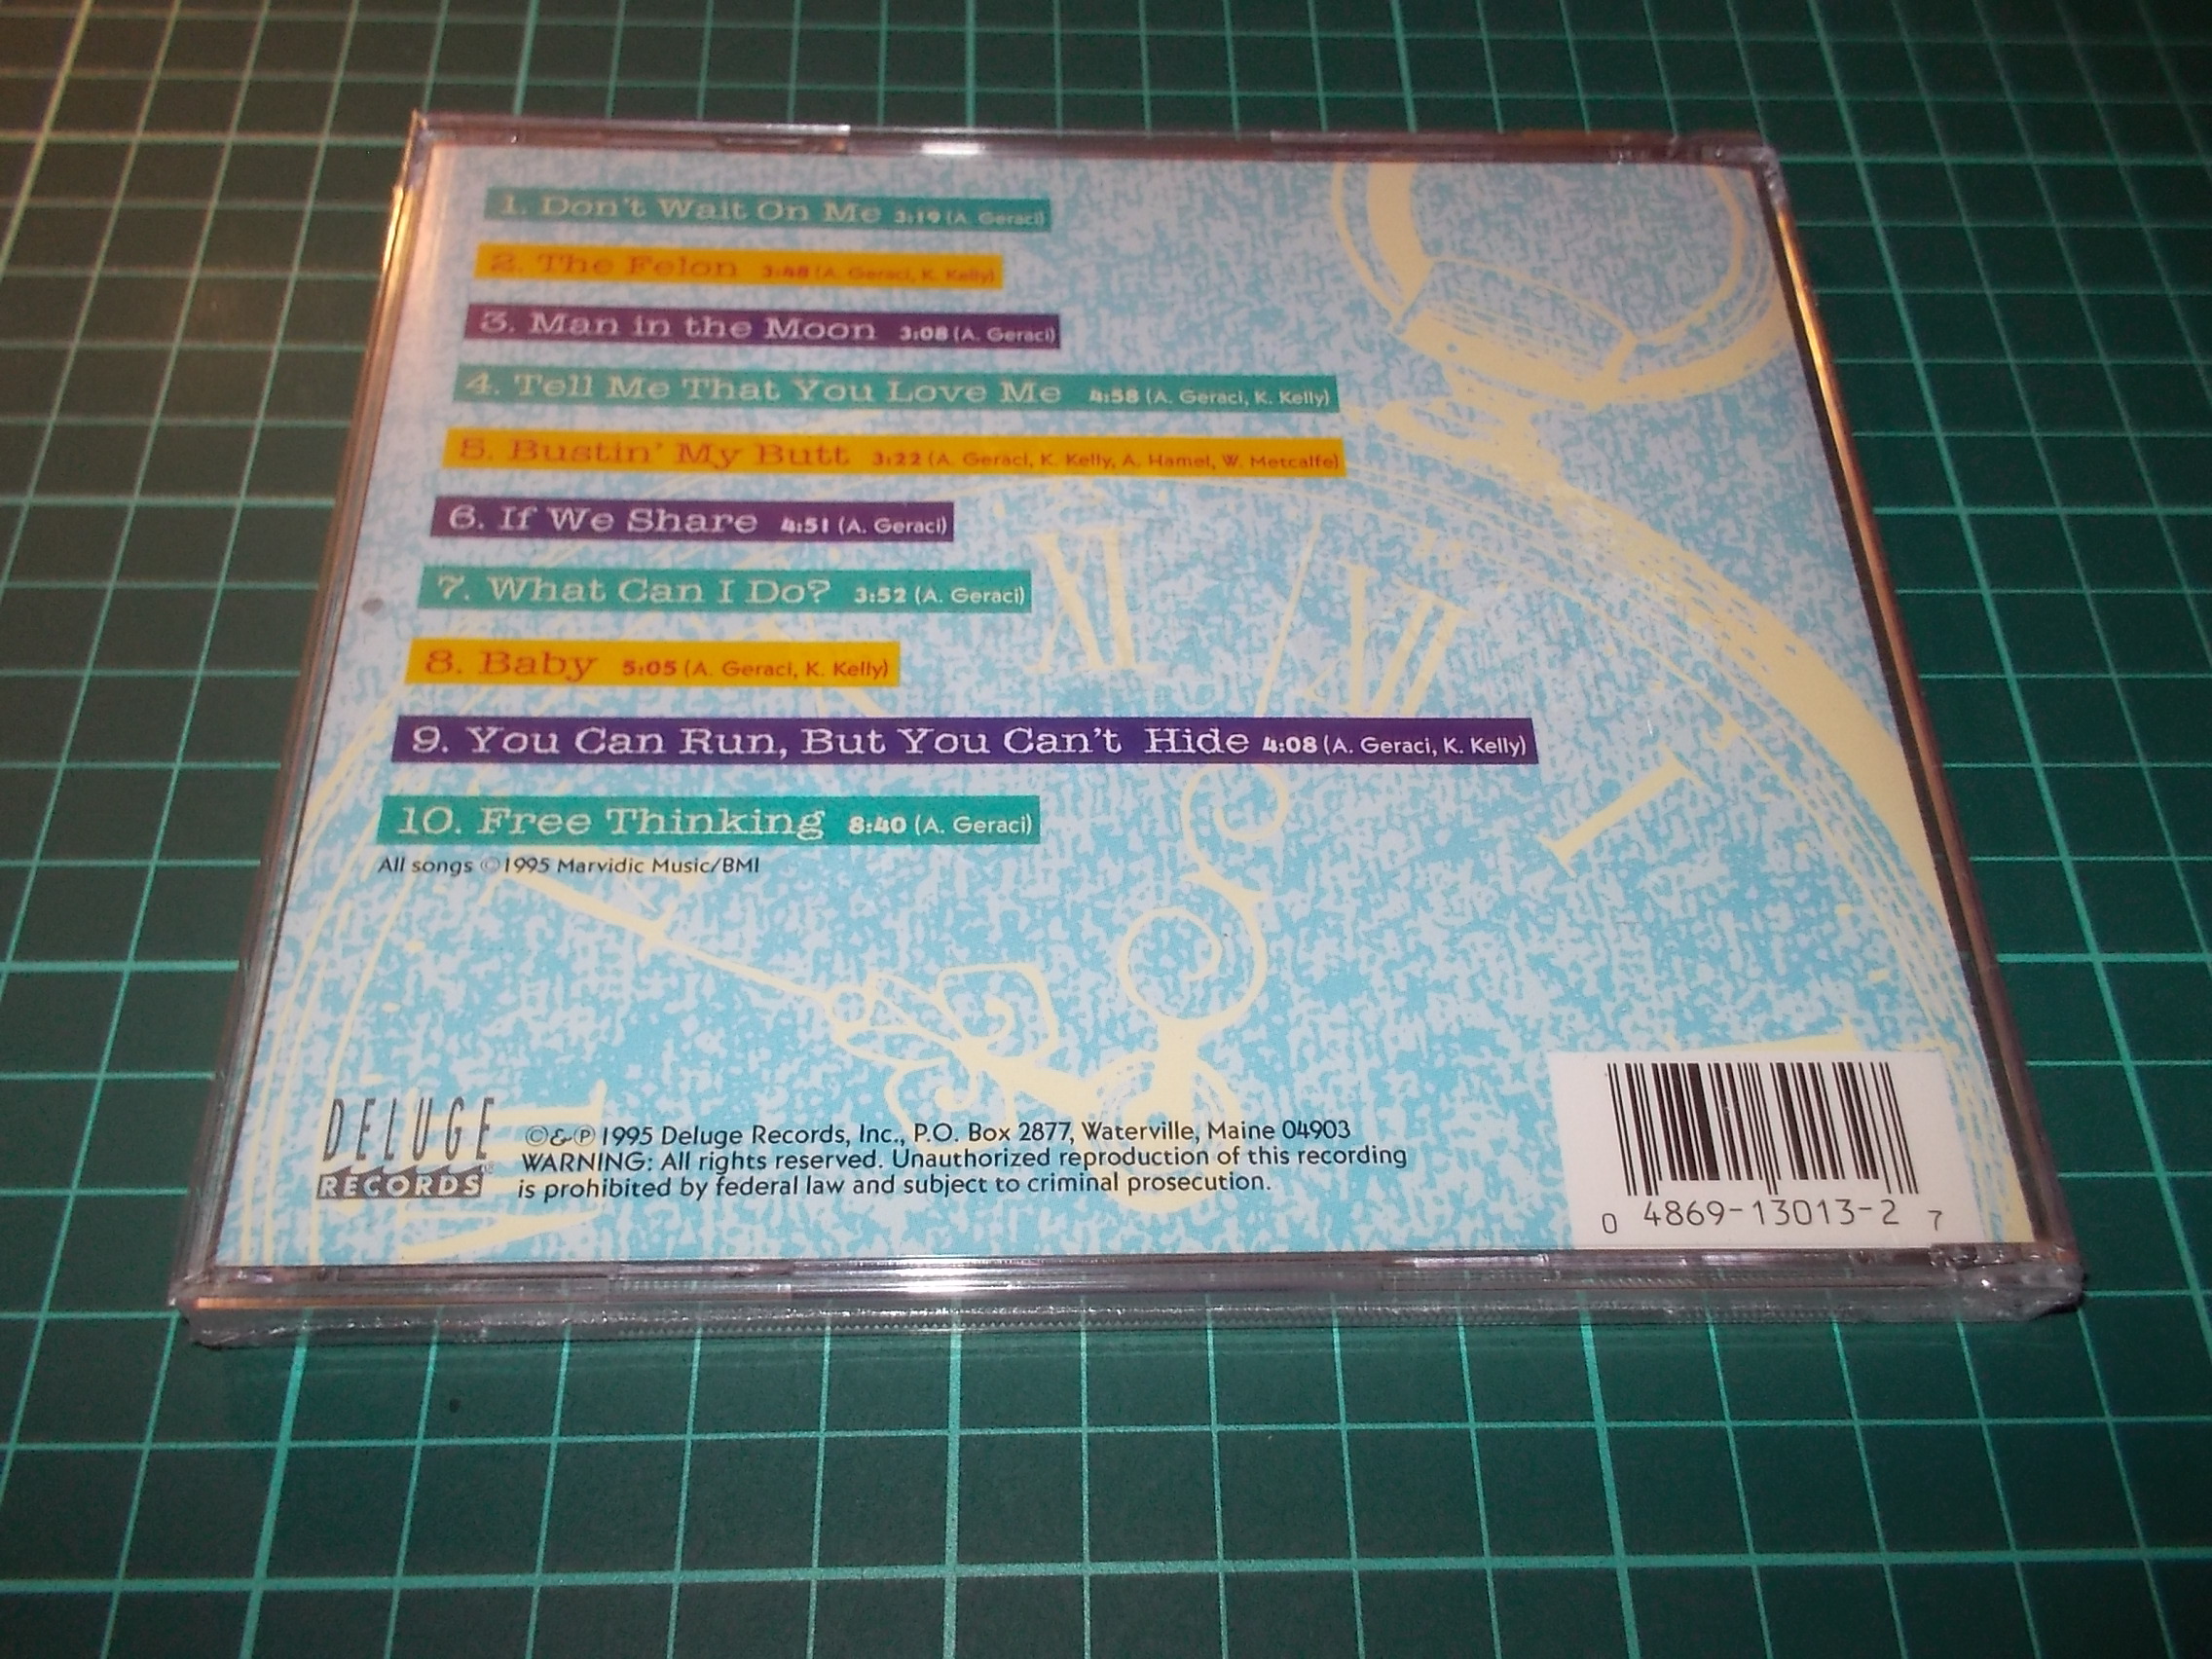 1. Don't Wait On Me 3:19 (A. Geraci)
2. The Felon 3:48 (A. Geraci, K. Kelly)
3. Man in the Moon 3:08 (A. Geraci)
4. Tell Me That You Love Me 4:58 (A. Geraci, K. Kelly)
5. Bustin' My Butt 3:22 (A. Geraci, K. Kelly, A. Hamel, W. Metcalfe)
6. If We Share 4:51 (A. Geraci)
7. What Can I Do? 3:52 (A. Geraci)
8. Baby 5:05 (A. Geraci, K. Kelly)
9. You Can Run, But You Can't Hide 4:08 (A. Geraci, K. Kelly)
10. Free Thinking 8:40 (A. Geraci)
All songs ©1995 Marvidic Music/BMI
XI
XII
I
DELUGE
RECORDS®
©&℗ 1995 Deluge Records, Inc., P.O. Box 2877, Waterville, Maine 04903
WARNING: All rights reserved. Unauthorized reproduction of this recording
is prohibited by federal law and subject to criminal prosecution.
0 4869-13013-2 7